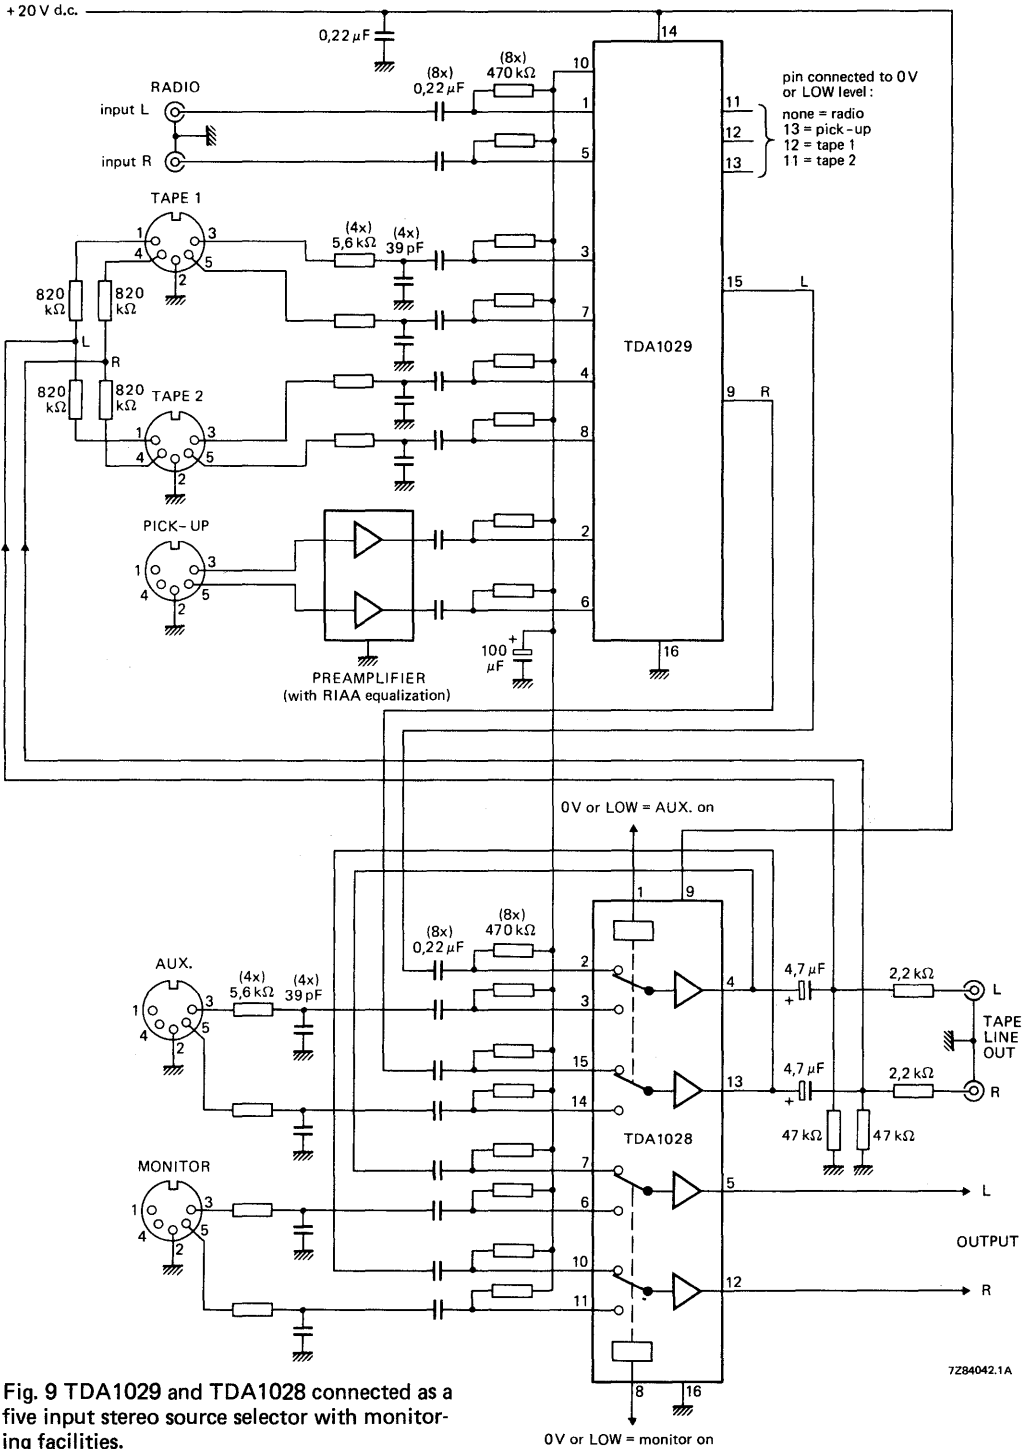 +20 V d.c.
0,22 µF
14
RADIO
(8x)
0,22 µF
(8x)
470 kΩ
10
input L
1
11
pin connected to 0 V
or LOW level:
none = radio
13 = pick-up
12 = tape 1
11 = tape 2
input R
5
12
13
TAPE 1
1
3
4
5
2
(4x)
5,6 kΩ
(4x)
39 pF
3
15
L
820
kΩ
820
kΩ
7
TDA1029
L
R
4
820
kΩ
820
kΩ
TAPE 2
9
R
1
3
4
5
2
8
PICK-UP
1
3
4
5
2
2
6
16
100
µF
+
PREAMPLIFIER
(with RIAA equalization)
0V or LOW = AUX. on
1
9
AUX.
1
3
4
5
2
(4x)
5,6 kΩ
(4x)
39 pF
(8x)
0,22 µF
(8x)
470 kΩ
2
4
4,7 µF
+
2,2 kΩ
L
3
TAPE
LINE
OUT
15
13
4,7 µF
+
2,2 kΩ
R
14
TDA1028
47 kΩ
47 kΩ
MONITOR
1
3
4
5
2
7
5
L
6
OUTPUT
10
12
R
11
8
16
7Z84042.1A
Fig. 9 TDA1029 and TDA1028 connected as a
five input stereo source selector with monitor-
ing facilities.
0V or LOW = monitor on